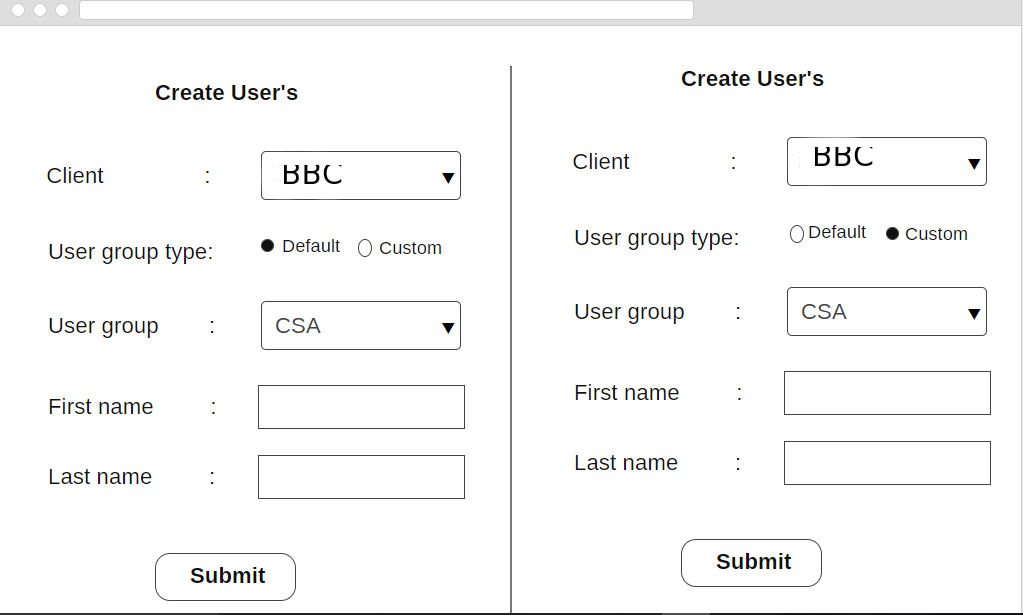 Create User's
Client : BBC ▼
User group type: Default Custom
User group : CSA ▼
First name :
Last name :
Submit
Create User's
Client : BBC ▼
User group type: Default Custom
User group : CSA ▼
First name :
Last name :
Submit